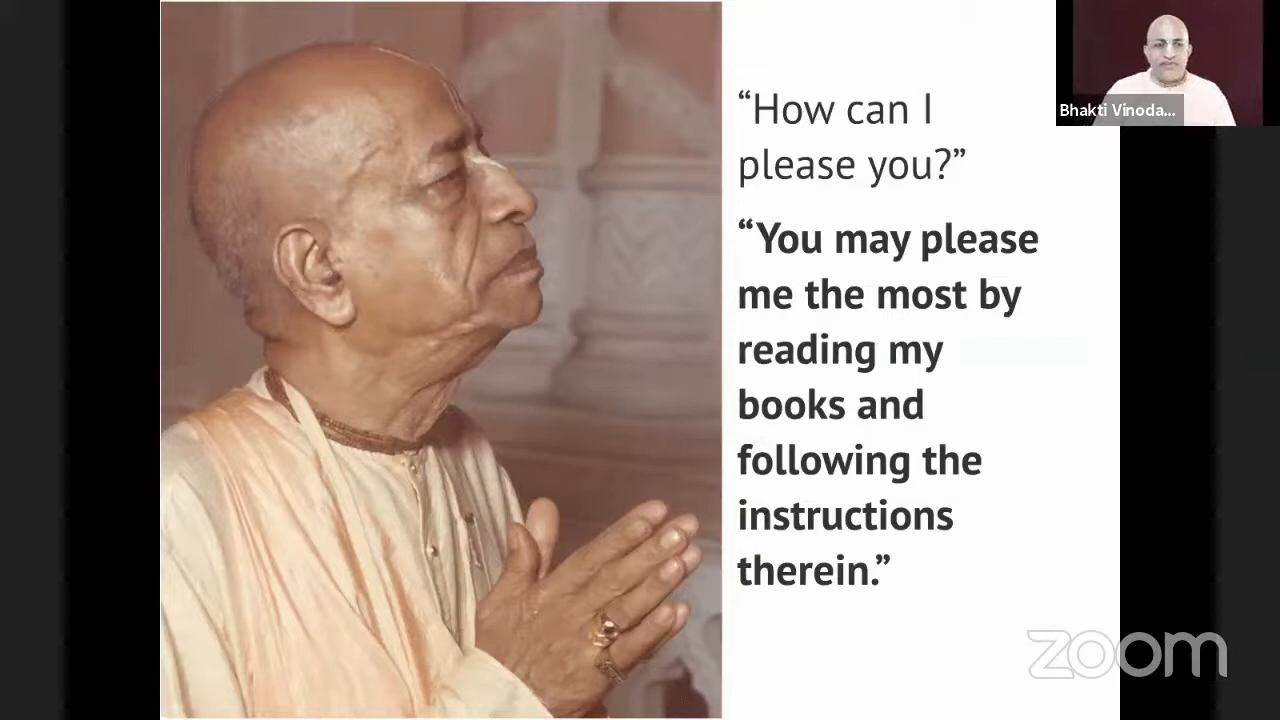 “How can I
please you?”
“You may please
me the most by
reading my
books and
following the
instructions
therein.”
Bhakti Vinoda...
zoom